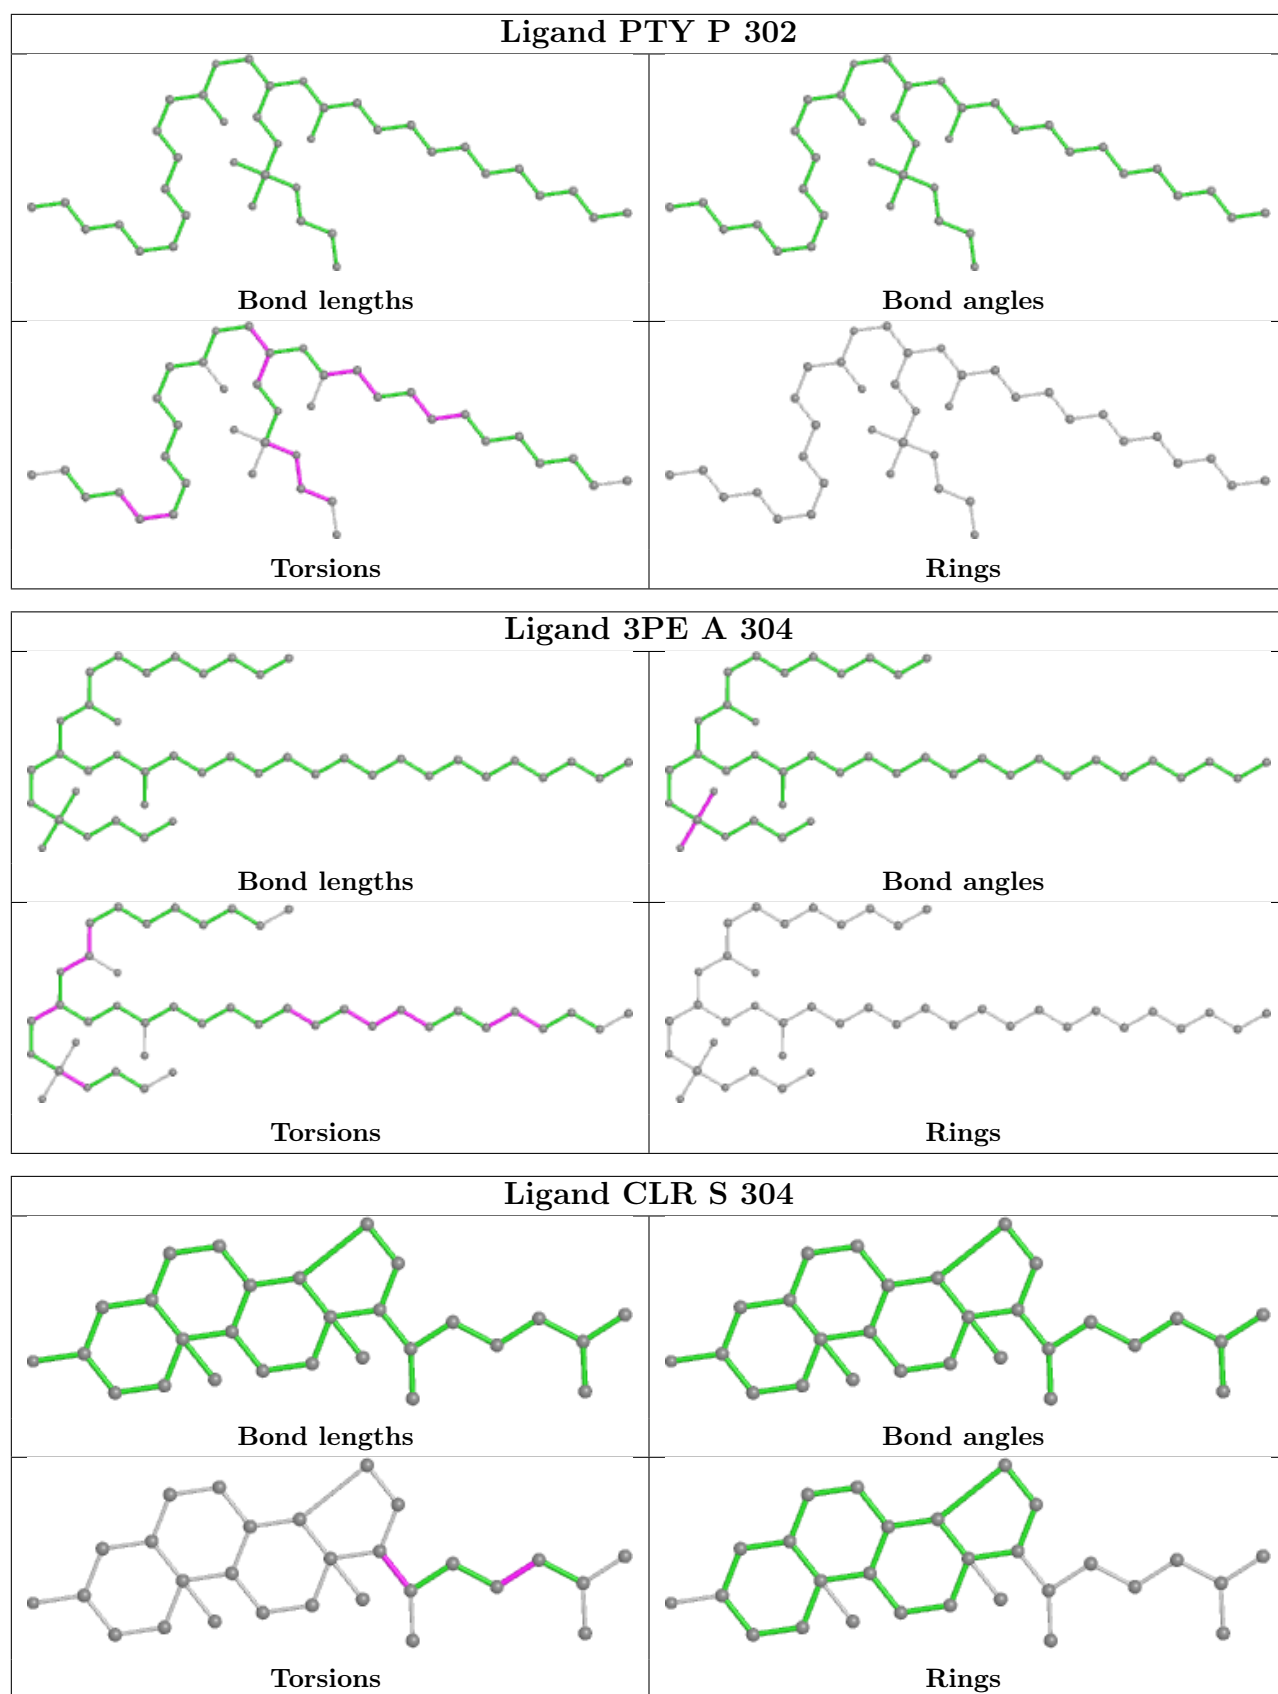 Ligand PTY P 302
Bond lengths
Bond angles
Torsions
Rings
Ligand 3PE A 304
Bond lengths
Bond angles
Torsions
Rings
Ligand CLR S 304
Bond lengths
Bond angles
Torsions
Rings